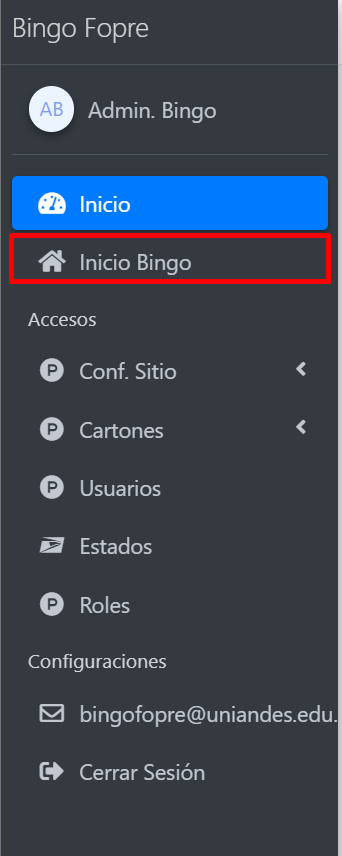 Bingo Fopre
AB
Admin. Bingo
Inicio
Inicio Bingo
Accesos
P Conf. Sitio
P Cartones
P Usuarios
Estados
P Roles
Configuraciones
bingofopre@uniandes.edu.
Cerrar Sesión